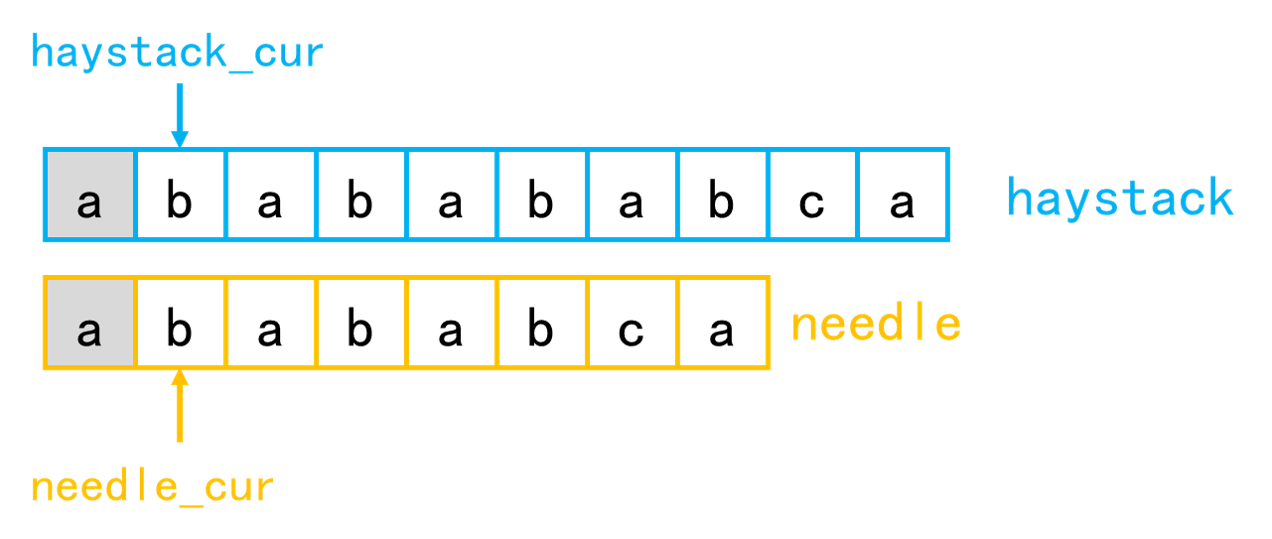 haystack_cur
a b a b a b a b c a haystack
a b a b a b c a needle
needle_cur